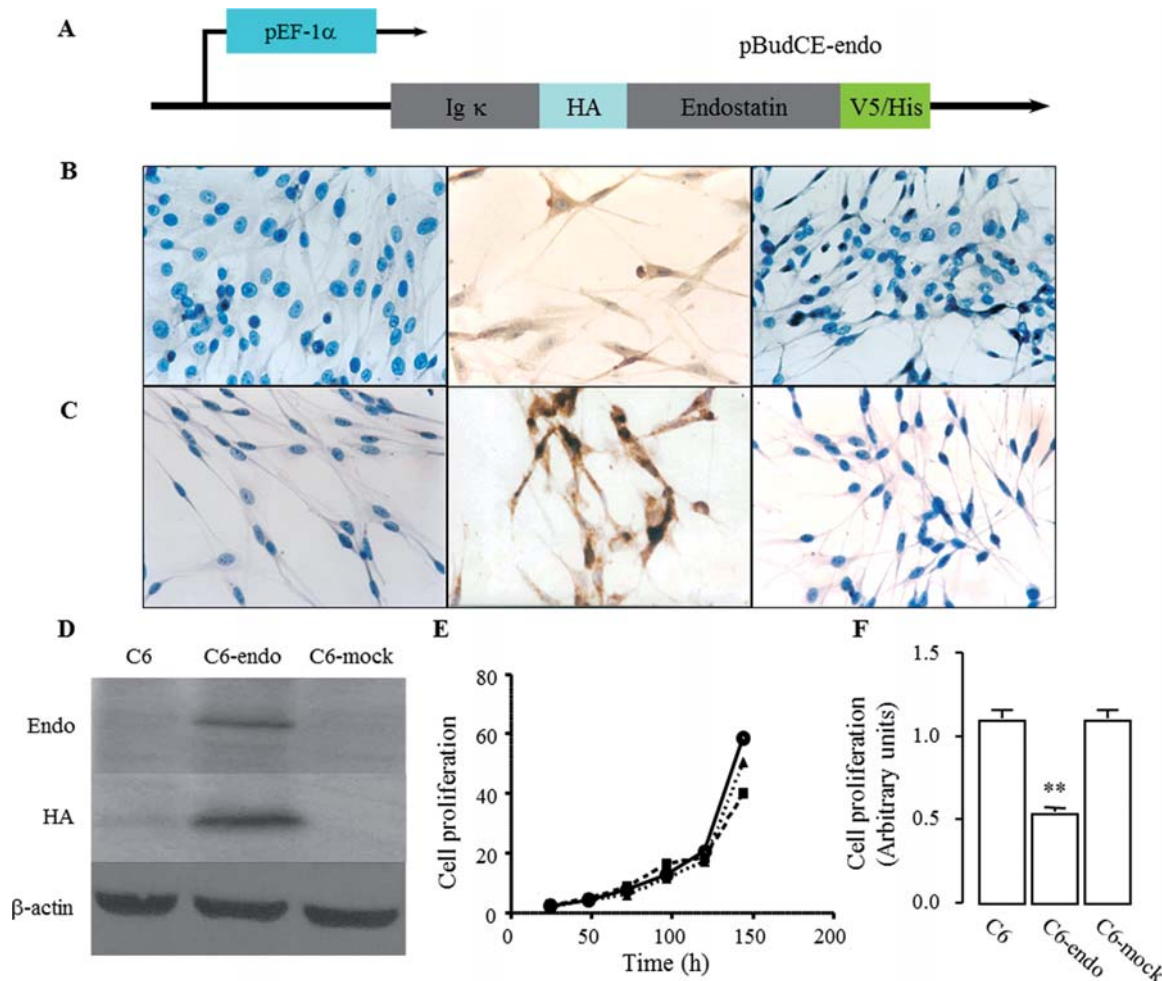 A
pEF-1α
pBudCE-endo
Ig κ HA Endostatin V5/His
B
C
D
C6 C6-endo C6-mock
Endo
HA
β-actin
E
Cell proliferation
80
60
40
20
0
0 50 100 150 200
Time (h)
F
Cell proliferation
(Arbitrary units)
1.5
1.0
0.5
0.0
**
C6 C6-endo C6-mock